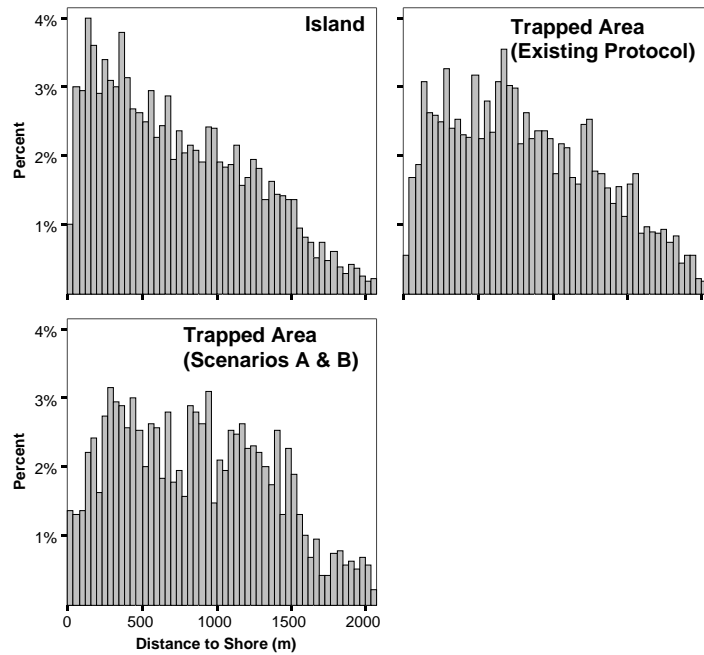 Island
4%
3%
2%
1%
Percent
Trapped Area
(Existing Protocol)
Trapped Area
(Scenarios A & B)
4%
3%
2%
1%
Percent
0 500 1000 1500 2000
Distance to Shore (m)